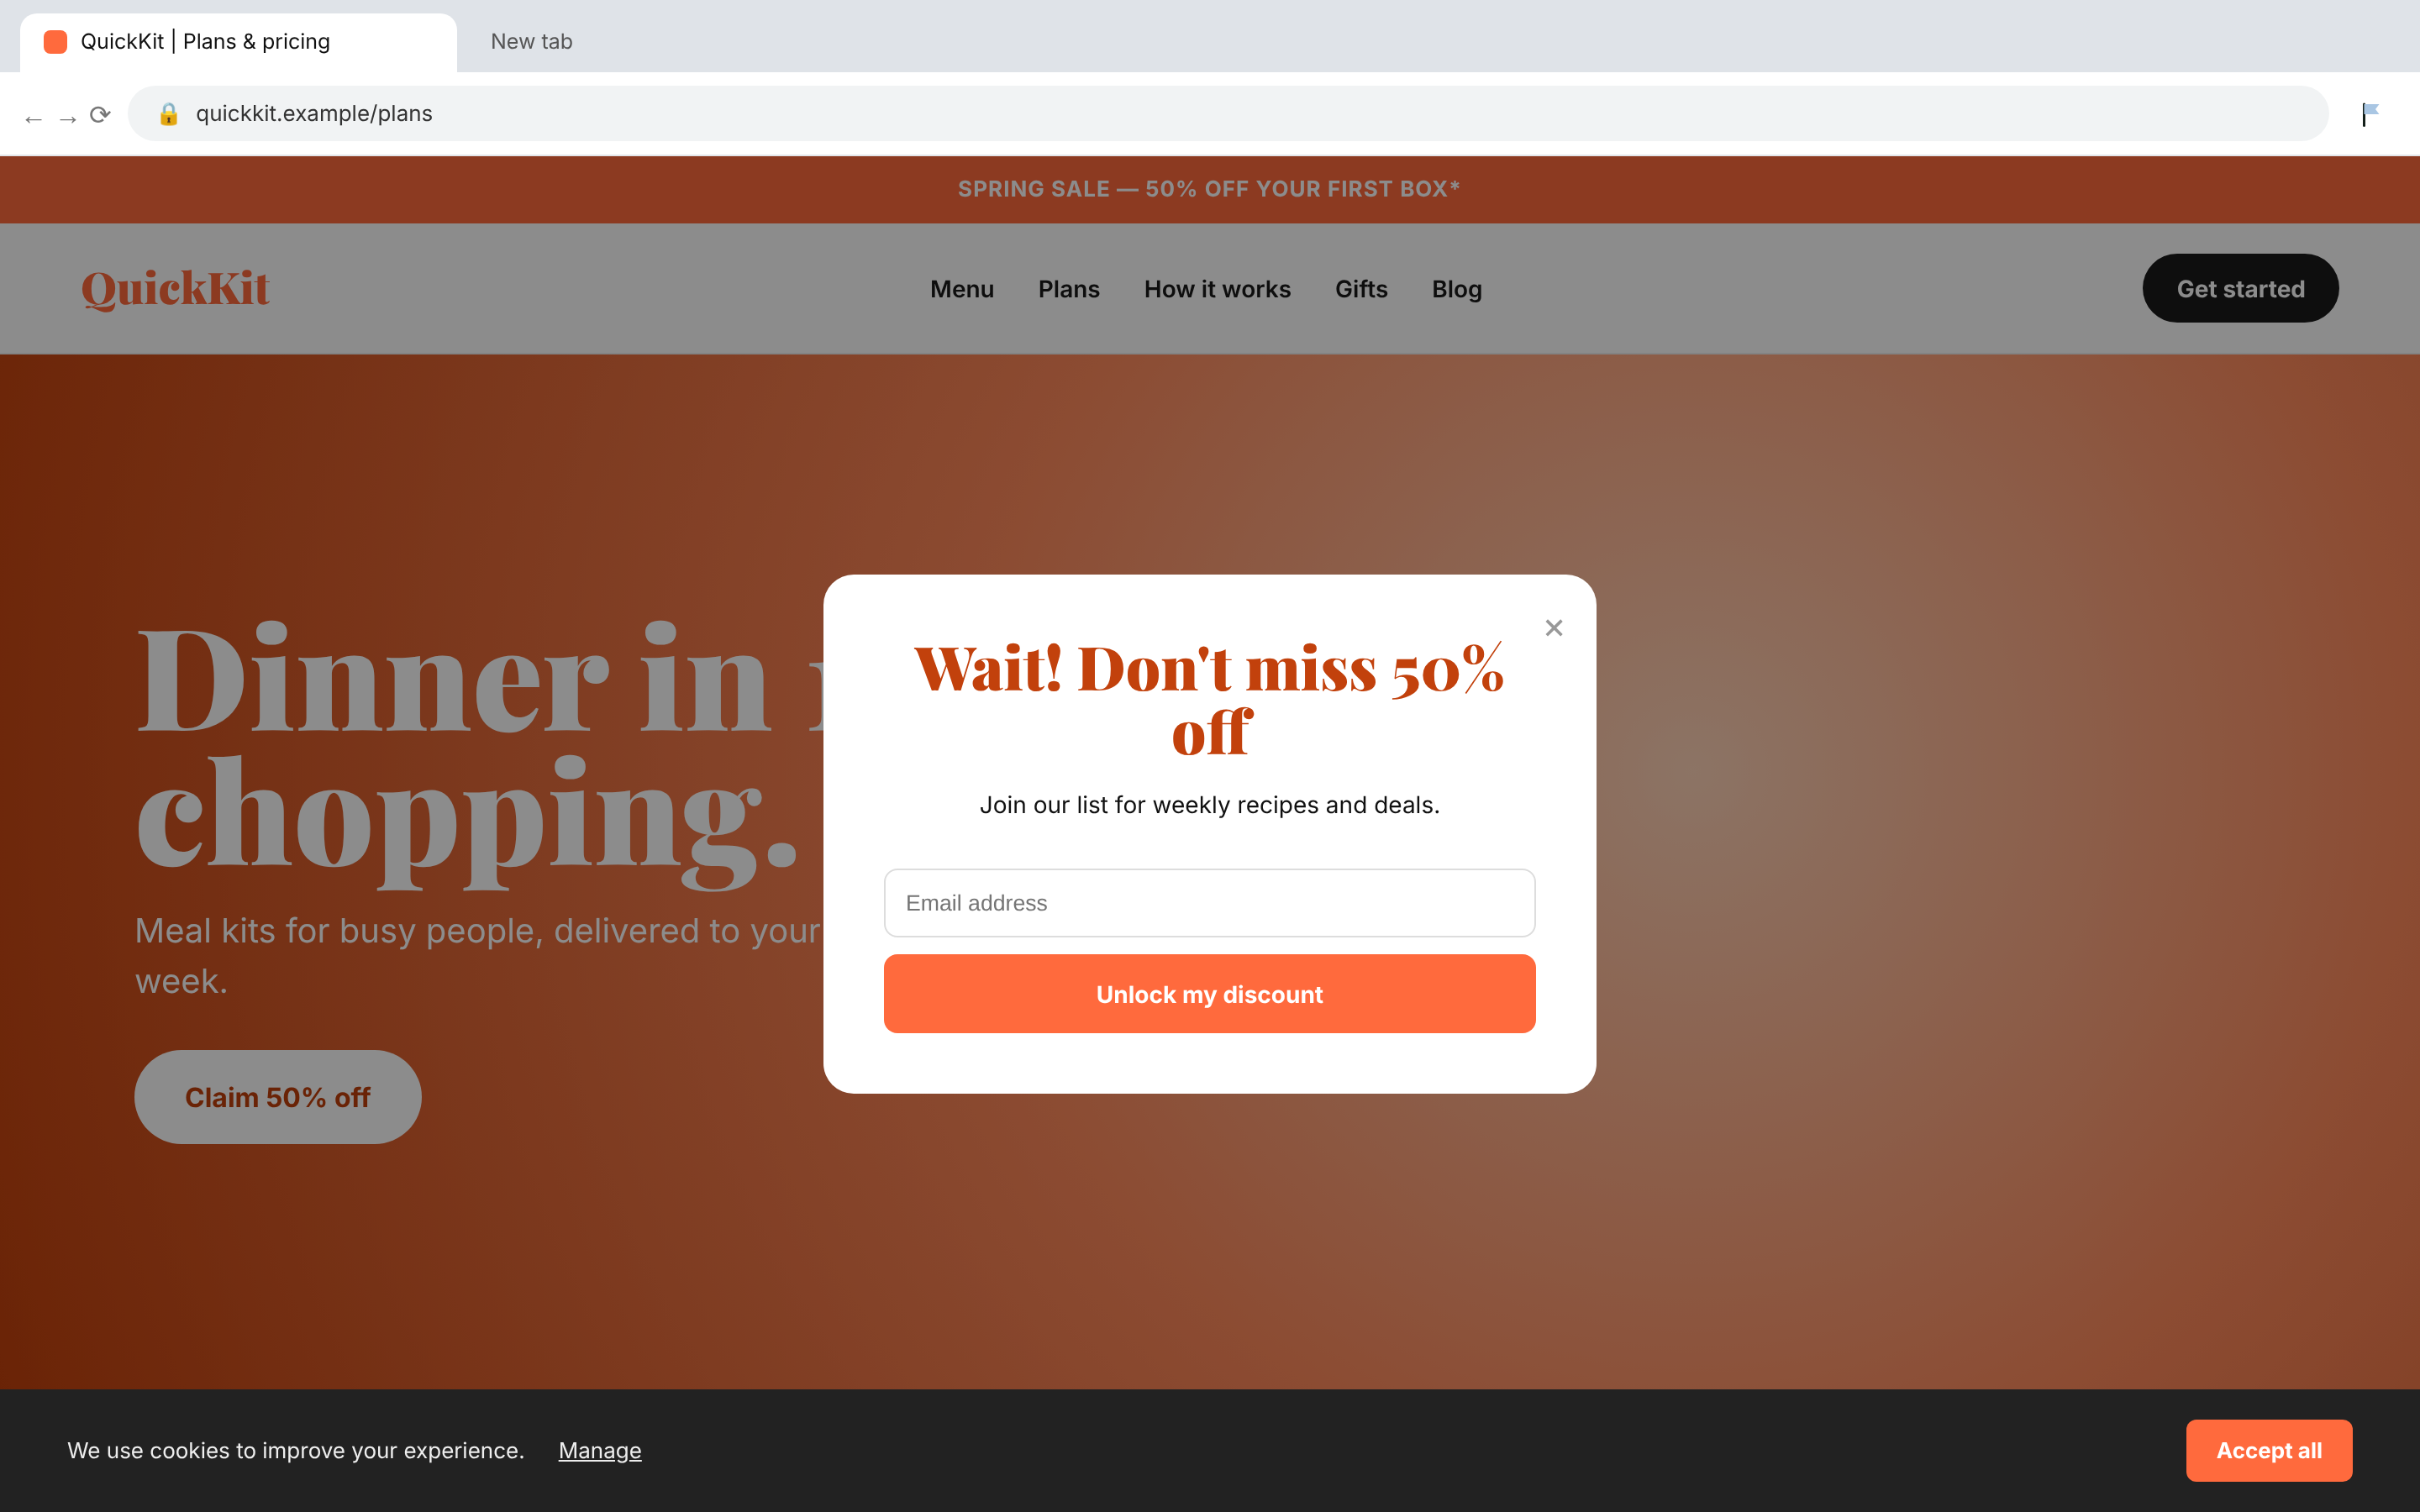 QuickKit | Plans & pricing
New tab
quickkit.example/plans
SPRING SALE — 50% OFF YOUR FIRST BOX*
QuickKit
Menu
Plans
How it works
Gifts
Blog
Get started
Dinner in
chopping.
Meal kits for busy people, delivered to your
week.
Claim 50% off
Wait! Don't miss 50%
off
Join our list for weekly recipes and deals.
Email address
Unlock my discount
We use cookies to improve your experience.
Manage
Accept all